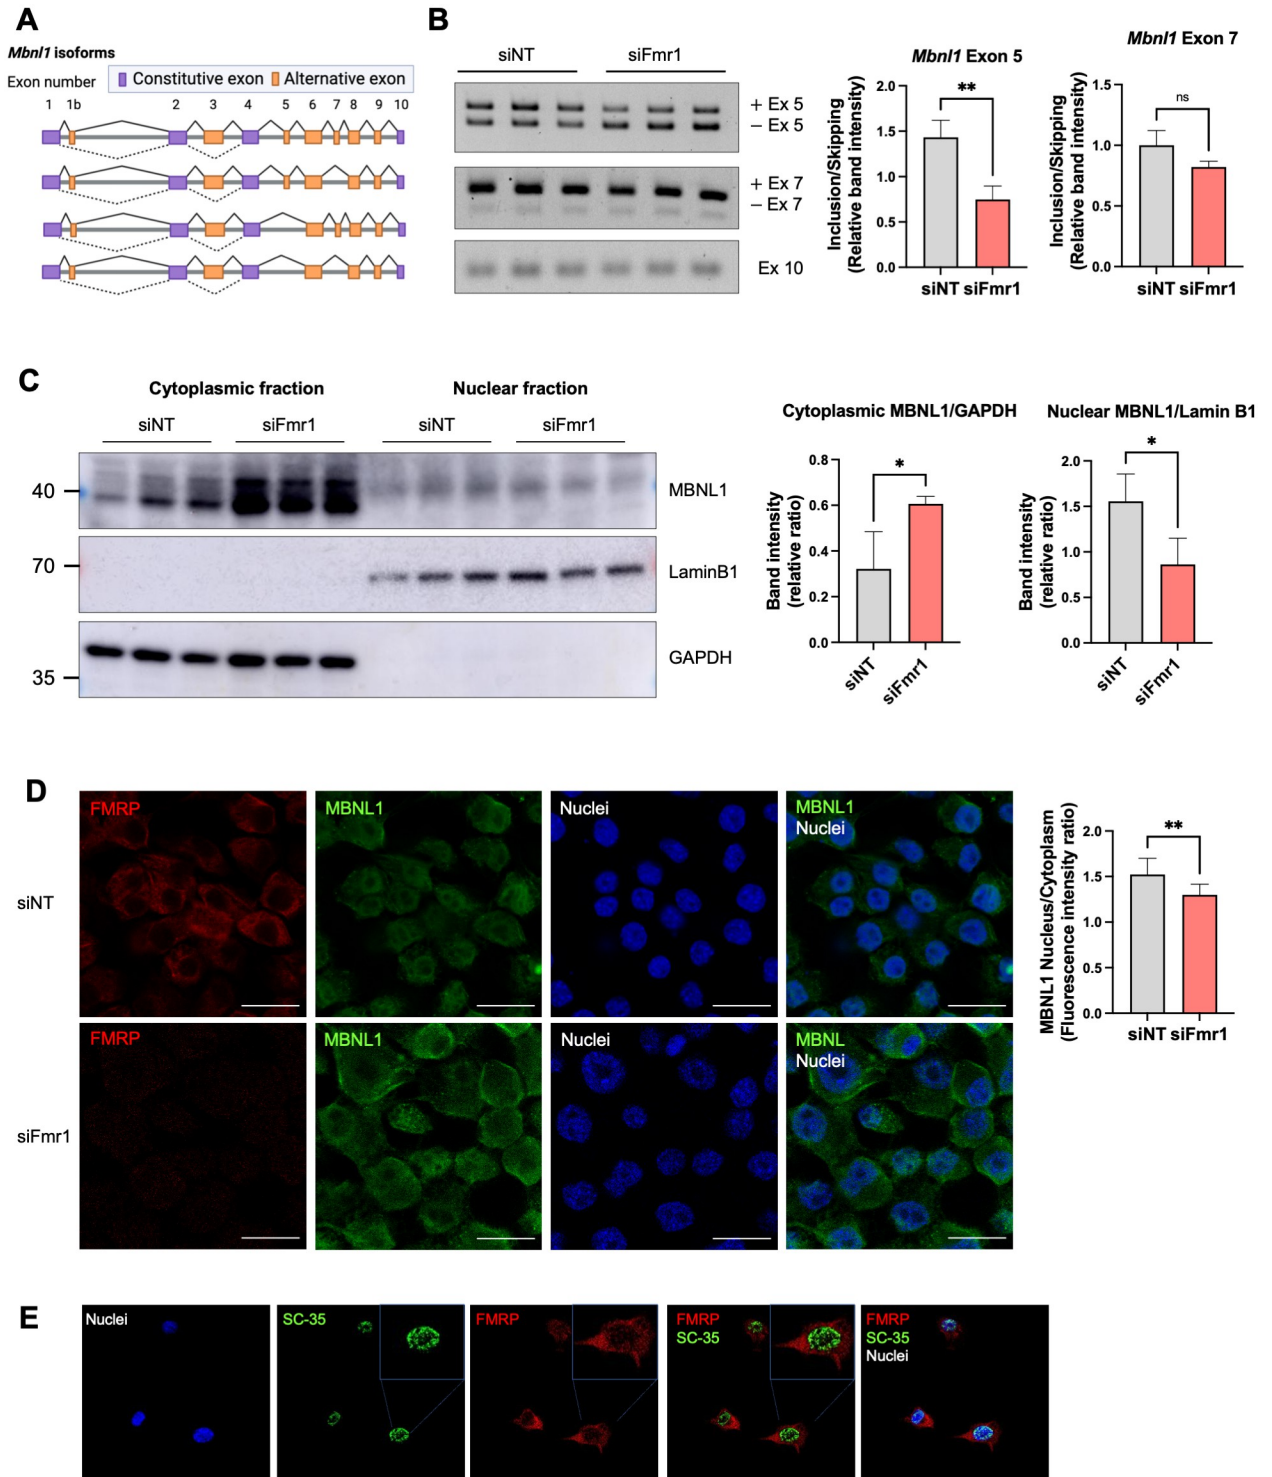 A
Mbnl1 isoforms
Exon number
Constitutive exon
Alternative exon
1 1b 2 3 4 5 6 7 8 9 10
B
siNT siFmr1
+ Ex 5
− Ex 5
+ Ex 7
− Ex 7
Ex 10
Mbnl1 Exon 5
Inclusion/Skipping
(Relative band intensity)
2.0
1.5
1.0
0.5
0.0
**
siNT siFmr1
Mbnl1 Exon 7
Inclusion/Skipping
(Relative band intensity)
1.5
1.0
0.5
0.0
ns
siNT siFmr1
C
Cytoplasmic fraction Nuclear fraction
siNT siFmr1 siNT siFmr1
40
MBNL1
70
LaminB1
35
GAPDH
Cytoplasmic MBNL1/GAPDH
Band intensity
(relative ratio)
0.8
0.6
0.4
0.2
0.0
*
siNT
siFmr1
Nuclear MBNL1/Lamin B1
Band intensity
(relative ratio)
2.0
1.5
1.0
0.5
0.0
*
siNT
siFmr1
D
siNT
FMRP
MBNL1
Nuclei
MBNL1
Nuclei
siFmr1
FMRP
MBNL1
Nuclei
MBNL
Nuclei
MBNL1 Nucleus/Cytoplasm
(Fluorescence intensity ratio)
2.0
1.5
1.0
0.5
0.0
**
siNT siFmr1
E
Nuclei
SC-35
FMRP
FMRP
SC-35
FMRP
SC-35
Nuclei